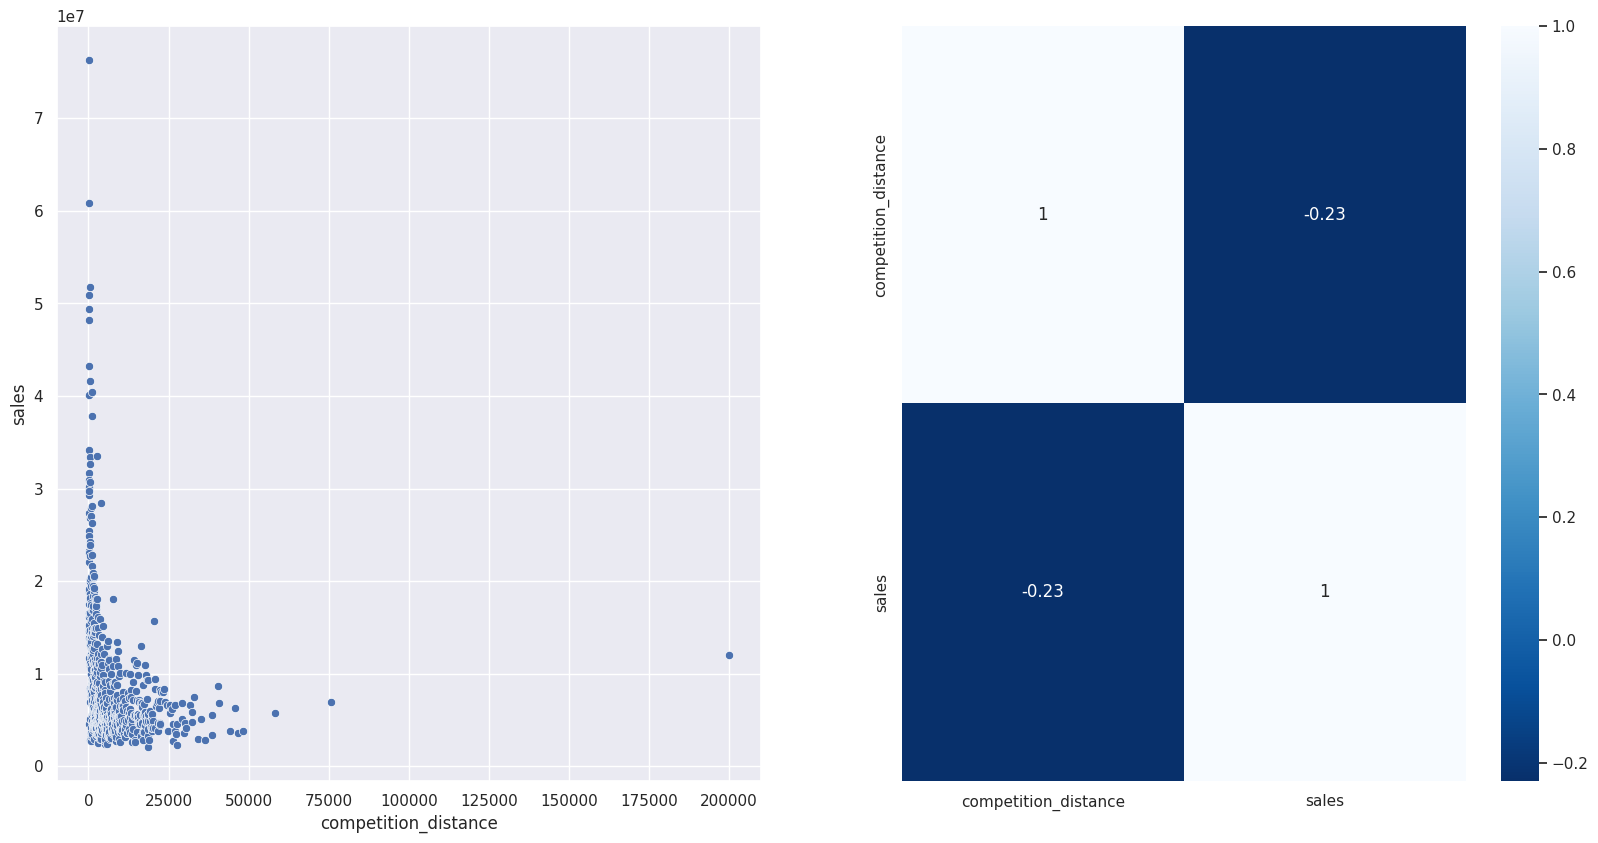 1e7
7
6
5
4
3
2
1
0
sales
0 25000 50000 75000 100000 125000 150000 175000 200000
competition_distance
competition_distance
sales
1 -0.23
-0.23 1
competition_distance sales
1.0
0.8
0.6
0.4
0.2
0.0
−0.2